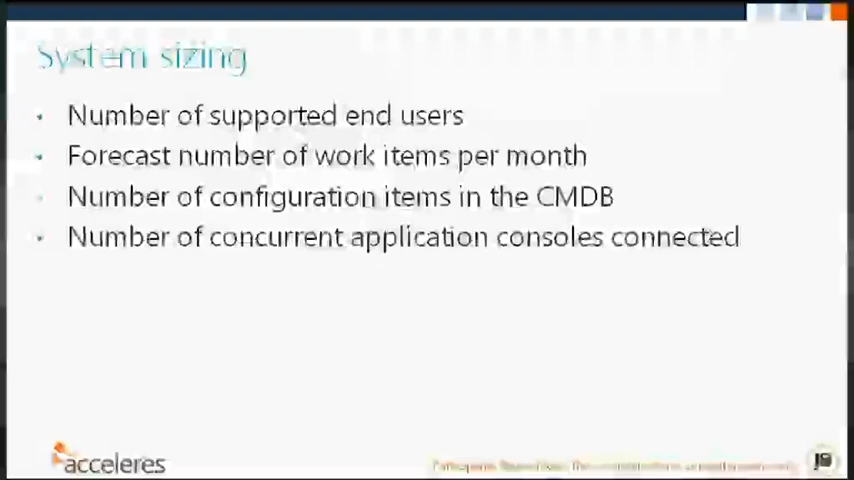 System sizing
Number of supported end users
Forecast number of work items per month
Number of configuration items in the CMDB
Number of concurrent application consoles connected
acceleres